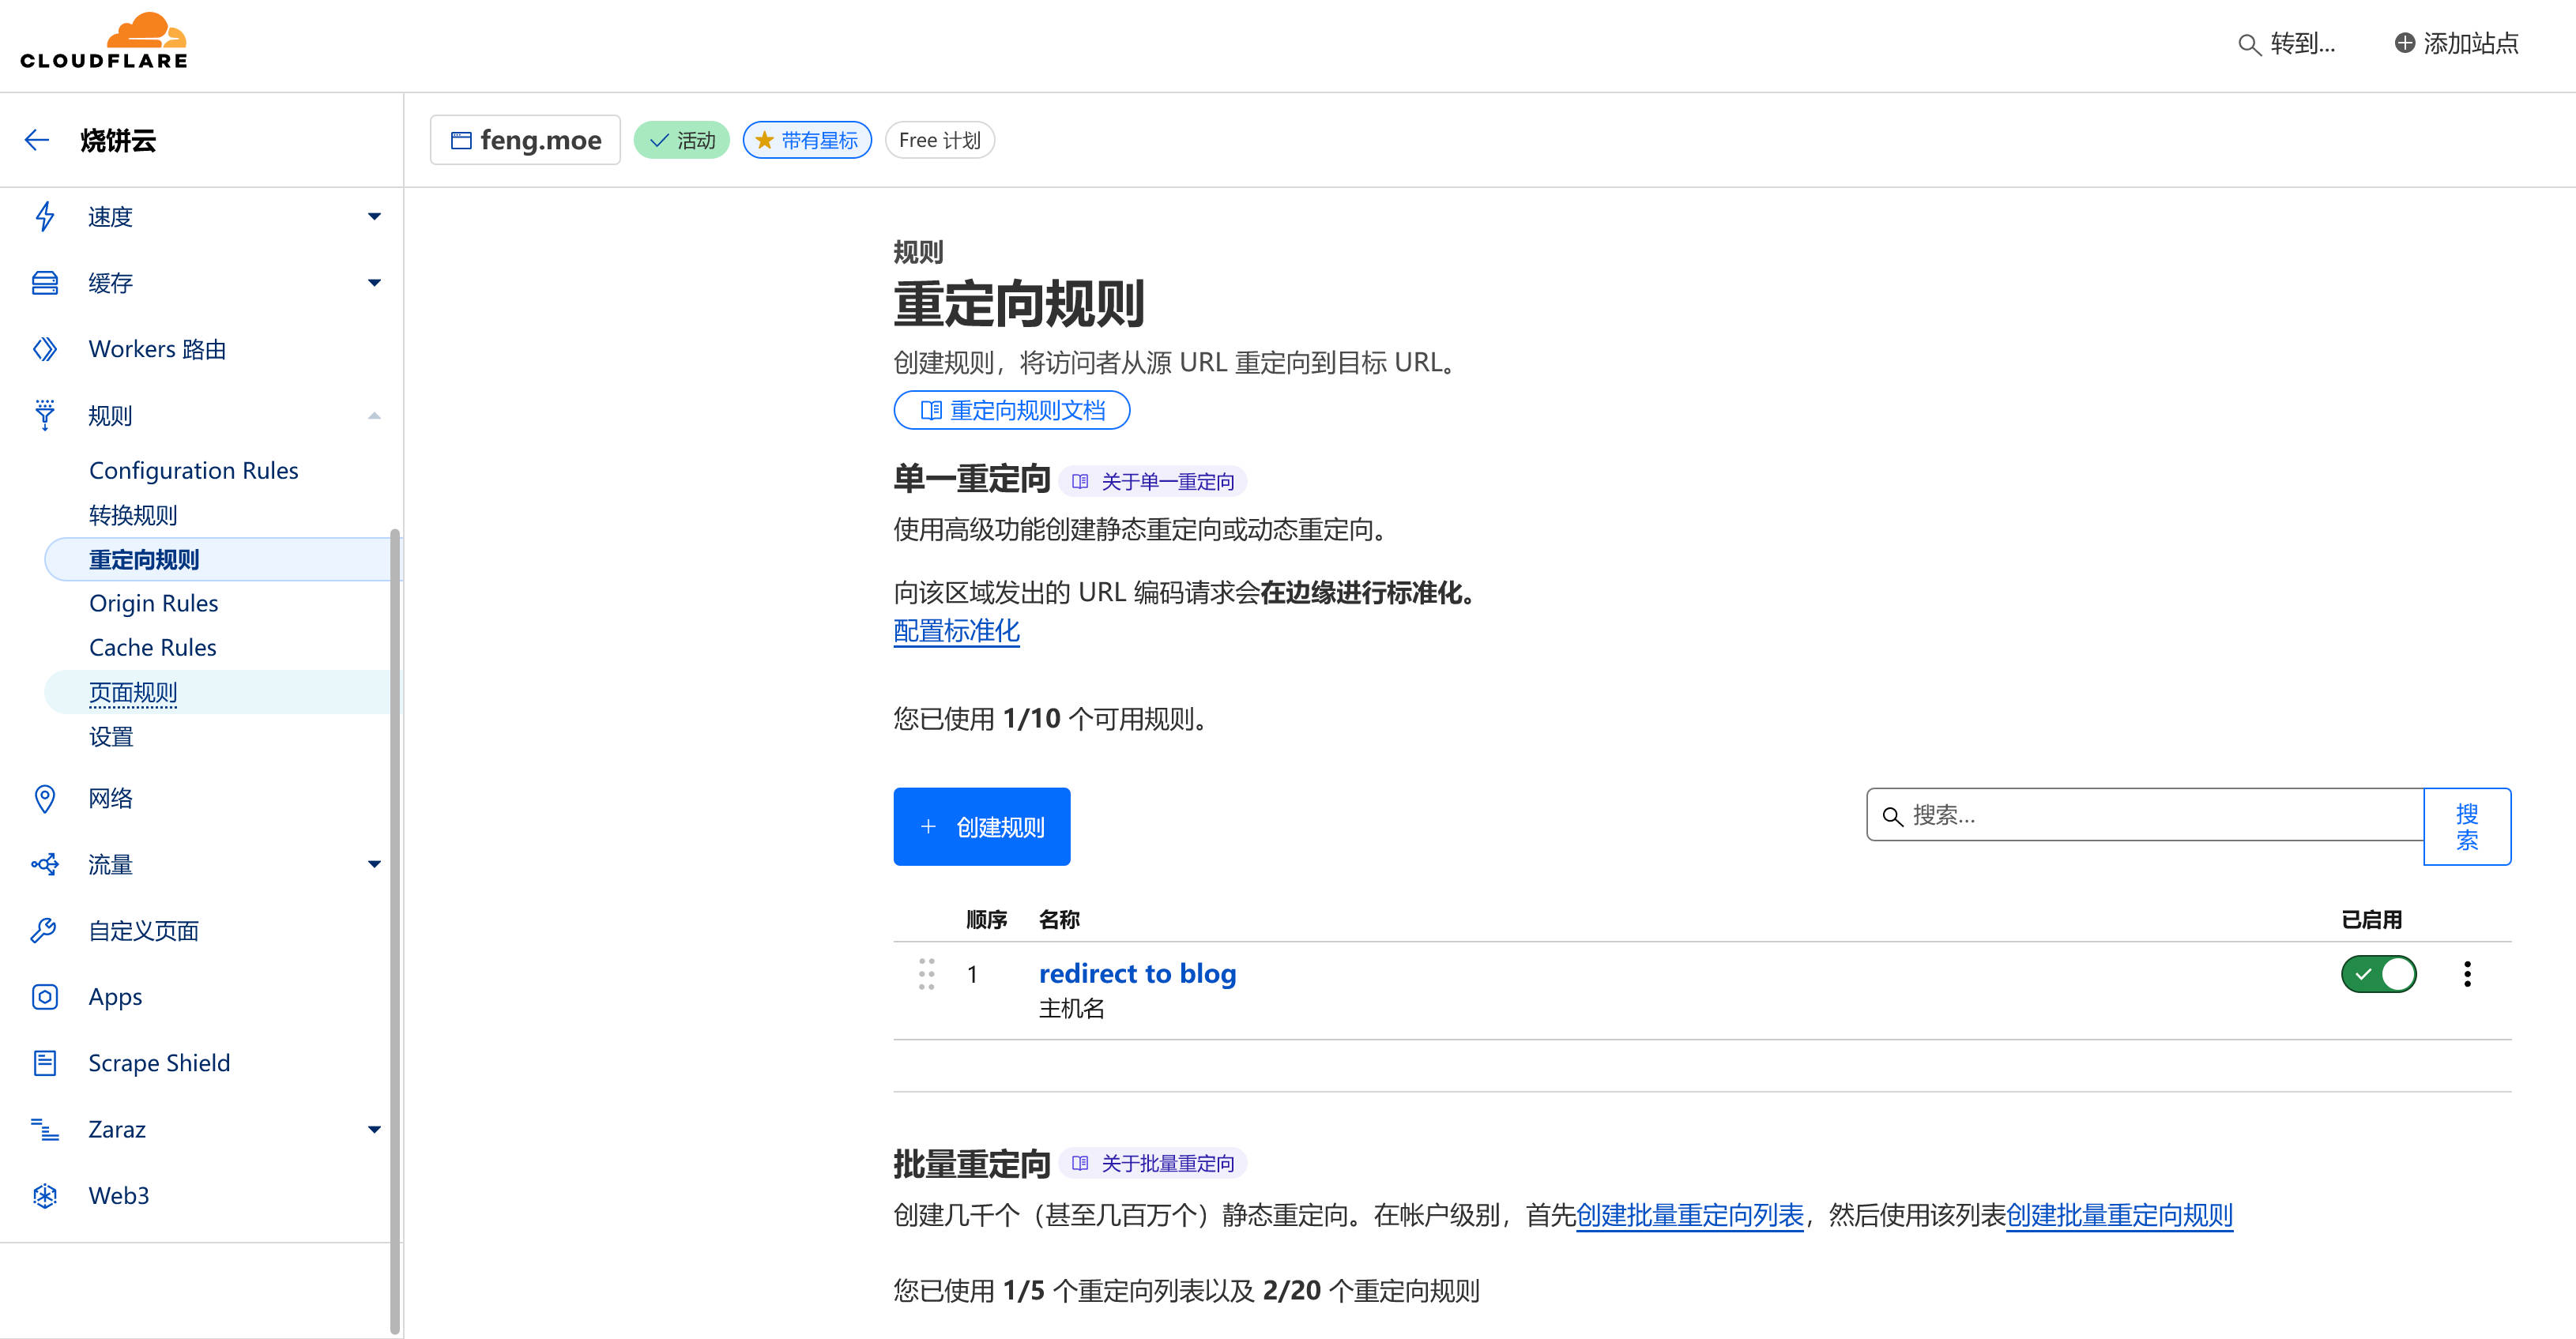 CLOUDFLARE
转到...
添加站点
烧饼云
feng.moe
活动
带有星标
Free 计划
速度
缓存
Workers 路由
规则
Configuration Rules
转换规则
重定向规则
Origin Rules
Cache Rules
页面规则
设置
网络
流量
自定义页面
Apps
Scrape Shield
Zaraz
Web3
规则
重定向规则
创建规则，将访问者从源 URL 重定向到目标 URL。
重定向规则文档
单一重定向 关于单一重定向
使用高级功能创建静态重定向或动态重定向。
向该区域发出的 URL 编码请求会在边缘进行标准化。
配置标准化
您已使用 1/10 个可用规则。
创建规则
搜索...
搜
索
顺序 名称 已启用
1 redirect to blog
主机名
批量重定向 关于批量重定向
创建几千个（甚至几百万个）静态重定向。在帐户级别，首先创建批量重定向列表，然后使用该列表创建批量重定向规则
您已使用 1/5 个重定向列表以及 2/20 个重定向规则